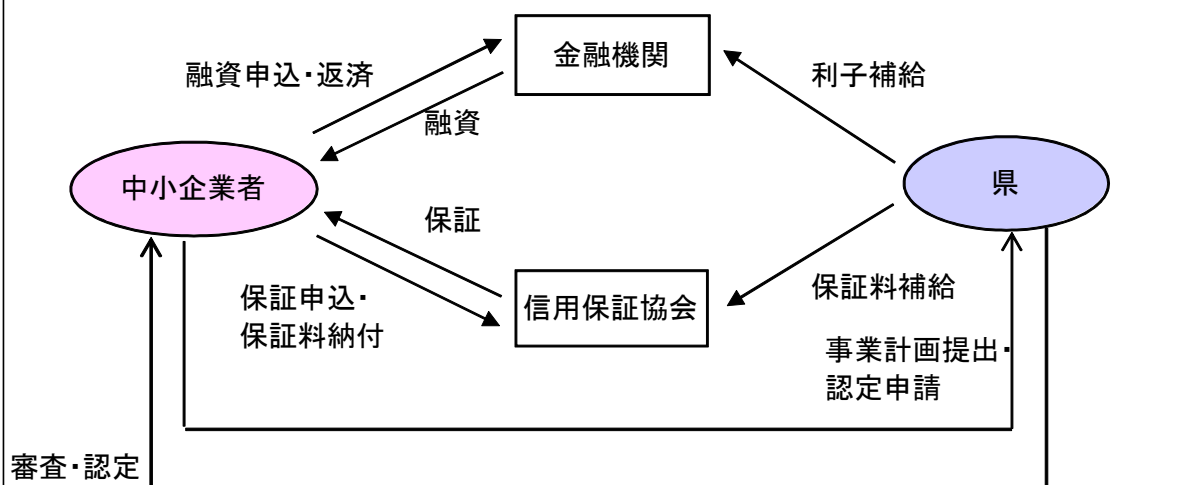 金融機関
融資申込・返済
利子補給
融資
中小企業者
県
保証
保証申込・
保証料納付
信用保証協会
保証料補給
事業計画提出・
認定申請
審査・認定